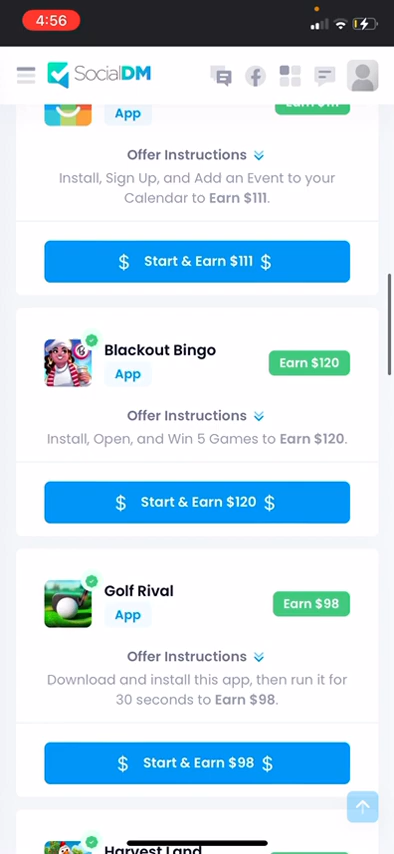 4:56
SocialDM
App
Offer Instructions
Install, Sign Up, and Add an Event to your
Calendar to Earn $111.
$ Start & Earn $111 $
Blackout Bingo
App
Earn $120
Offer Instructions
Install, Open, and Win 5 Games to Earn $120.
$ Start & Earn $120 $
Golf Rival
App
Earn $98
Offer Instructions
Download and install this app, then run it for
30 seconds to Earn $98.
$ Start & Earn $98 $
Harvest Land